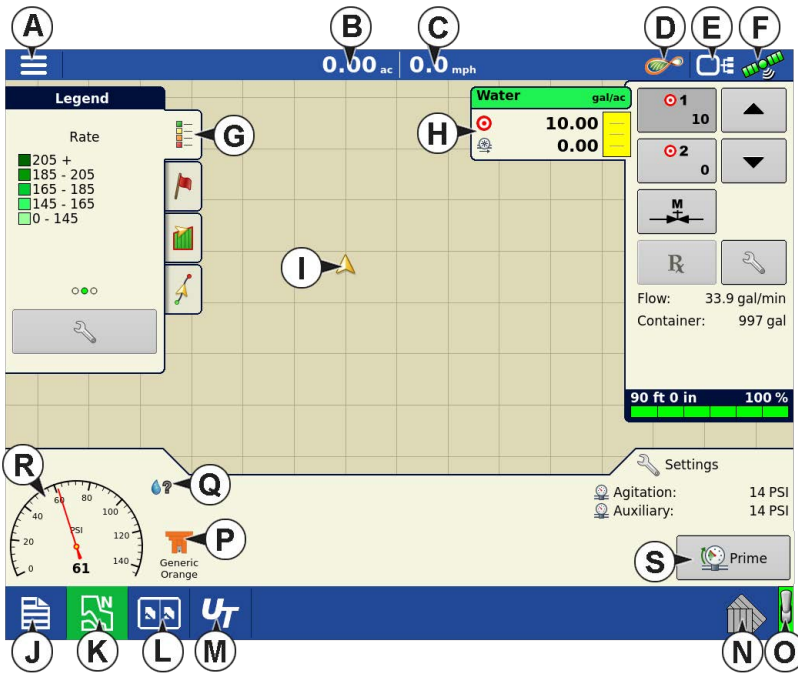 A B C D E F
0.00 ac 0.0 mph
Legend
Rate
205 +
185 - 205
165 - 185
145 - 165
0 - 145
G
H
Water gal/ac
10.00
0.00
1
10
2
0
M
Rx
Flow: 33.9 gal/min
Container: 997 gal
90 ft 0 in 100 %
I
R
0 20 40 60 80 100 120 140
PSI
61
?
Q
P
Generic
Orange
Settings
Agitation: 14 PSI
Auxiliary: 14 PSI
S
Prime
N
UT
J K L M N O